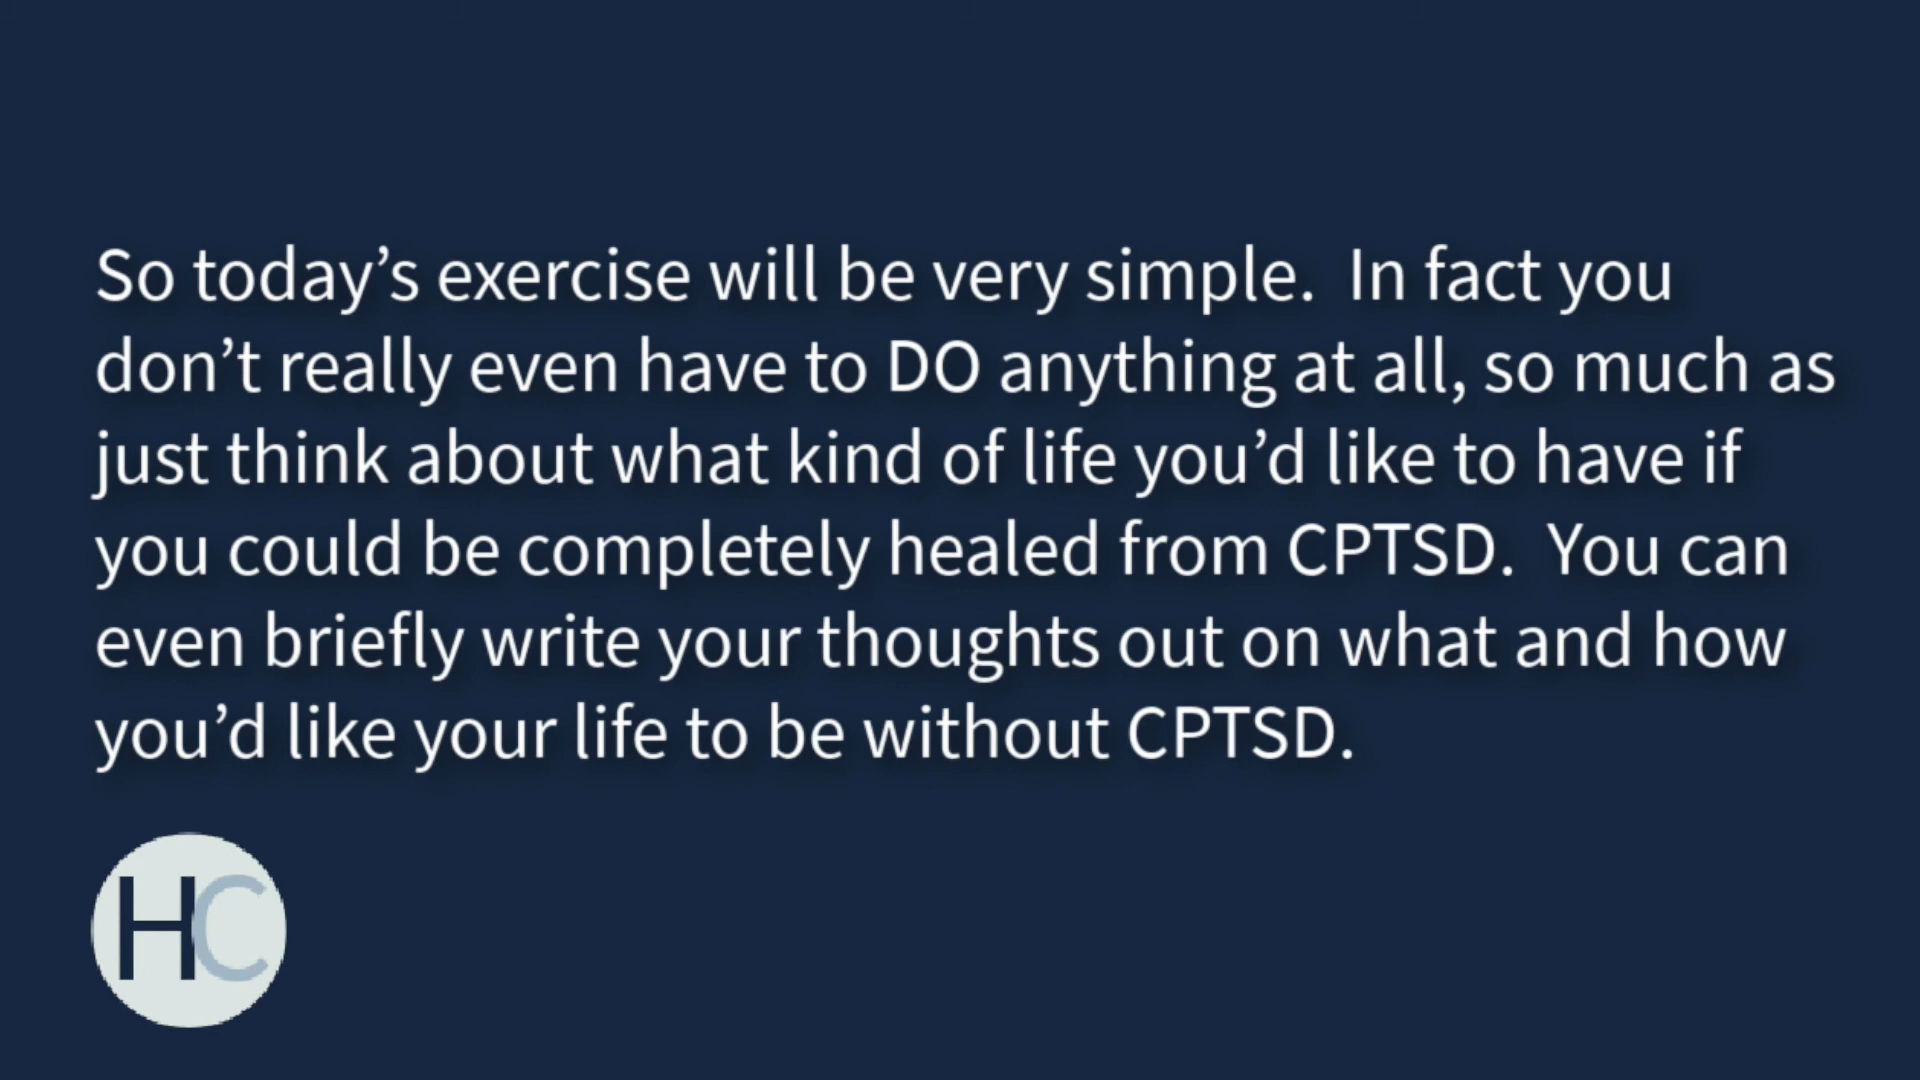 So today’s exercise will be very simple.  In fact you
don’t really even have to DO anything at all, so much as
just think about what kind of life you’d like to have if
you could be completely healed from CPTSD.  You can
even briefly write your thoughts out on what and how
you’d like your life to be without CPTSD.
HC